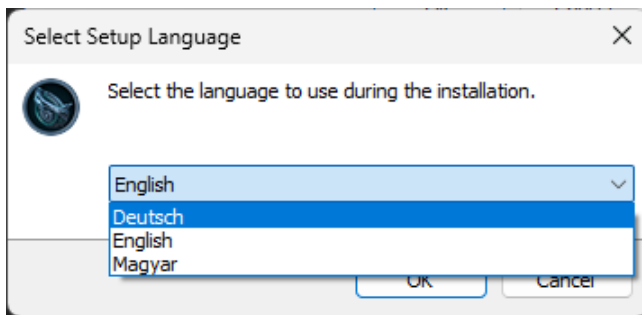 Select Setup Language
Select the language to use during the installation.
English
Deutsch
English
Magyar
OK
Cancel